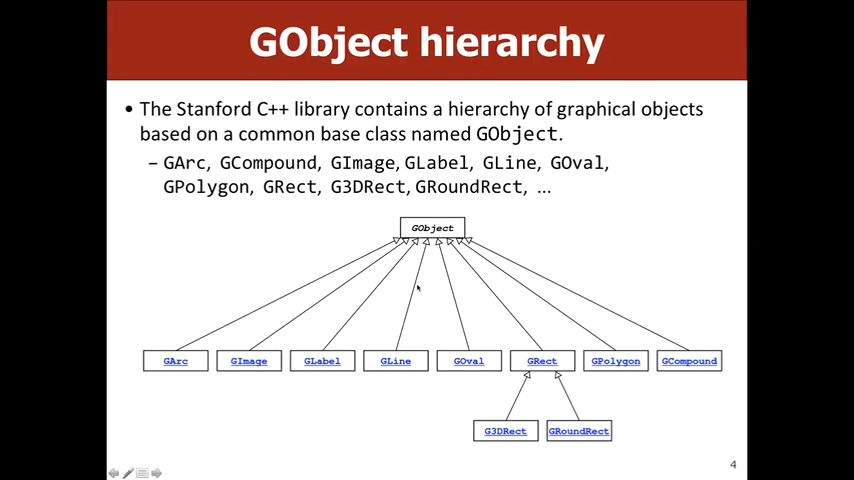 GObject hierarchy
• The Stanford C++ library contains a hierarchy of graphical objects
based on a common base class named GObject.
– GArc, GCompound, GImage, GLabel, GLine, GOval,
GPolygon, GRect, G3DRect, GRoundRect, ...
GObject
GArc GImage GLabel GLine GOval GRect GPolygon GCompound
G3DRect GRoundRect
4